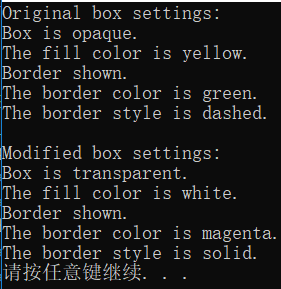 Original box settings:
Box is opaque.
The fill color is yellow.
Border shown.
The border color is green.
The border style is dashed.

Modified box settings:
Box is transparent.
The fill color is white.
Border shown.
The border color is magenta.
The border style is solid.
请按任意键继续. . .